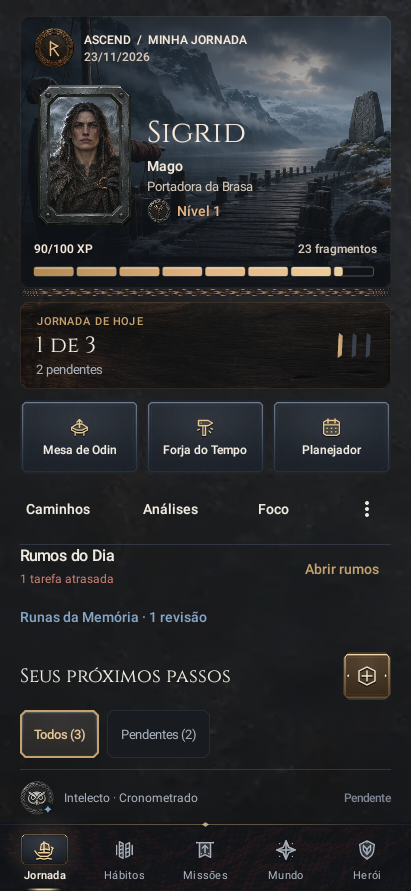 ASCEND / MINHA JORNADA
23/11/2026
SIGRID
Mago
Portadora da Brasa
Nível 1
90/100 XP
23 fragmentos
JORNADA DE HOJE
1 DE 3
2 pendentes
Mesa de Odin
Forja do Tempo
Planejador
Caminhos
Análises
Foco
Rumos do Dia
1 tarefa atrasada
Abrir rumos
Runas da Memória · 1 revisão
SEUS PRÓXIMOS PASSOS
Todos (3)
Pendentes (2)
Intelecto · Cronometrado
Pendente
Jornada
Hábitos
Missões
Mundo
Herói